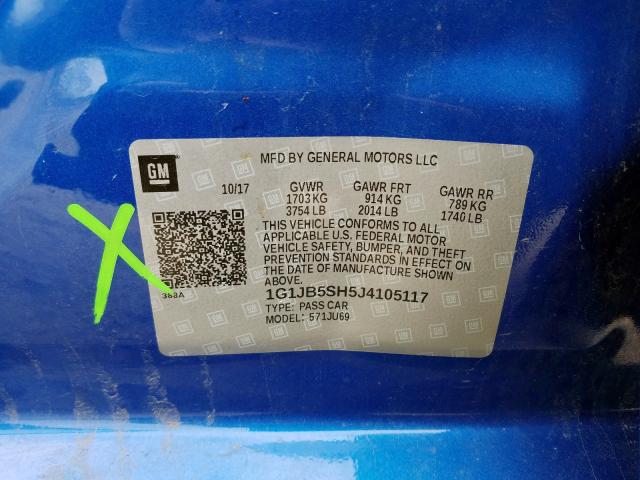 GM
MFD BY GENERAL MOTORS LLC
10/17
GVWR GAWR FRT GAWR RR
1703 KG 914 KG 789 KG
3754 LB 2014 LB 1740 LB
THIS VEHICLE CONFORMS TO ALL
APPLICABLE U.S. FEDERAL MOTOR
VEHICLE SAFETY, BUMPER, AND THEFT
PREVENTION STANDARDS IN EFFECT ON
THE DATE OF MANUFACTURE SHOWN
ABOVE.
388A
1G1JB5SH5J4105117
TYPE: PASS CAR
MODEL: 571JU69